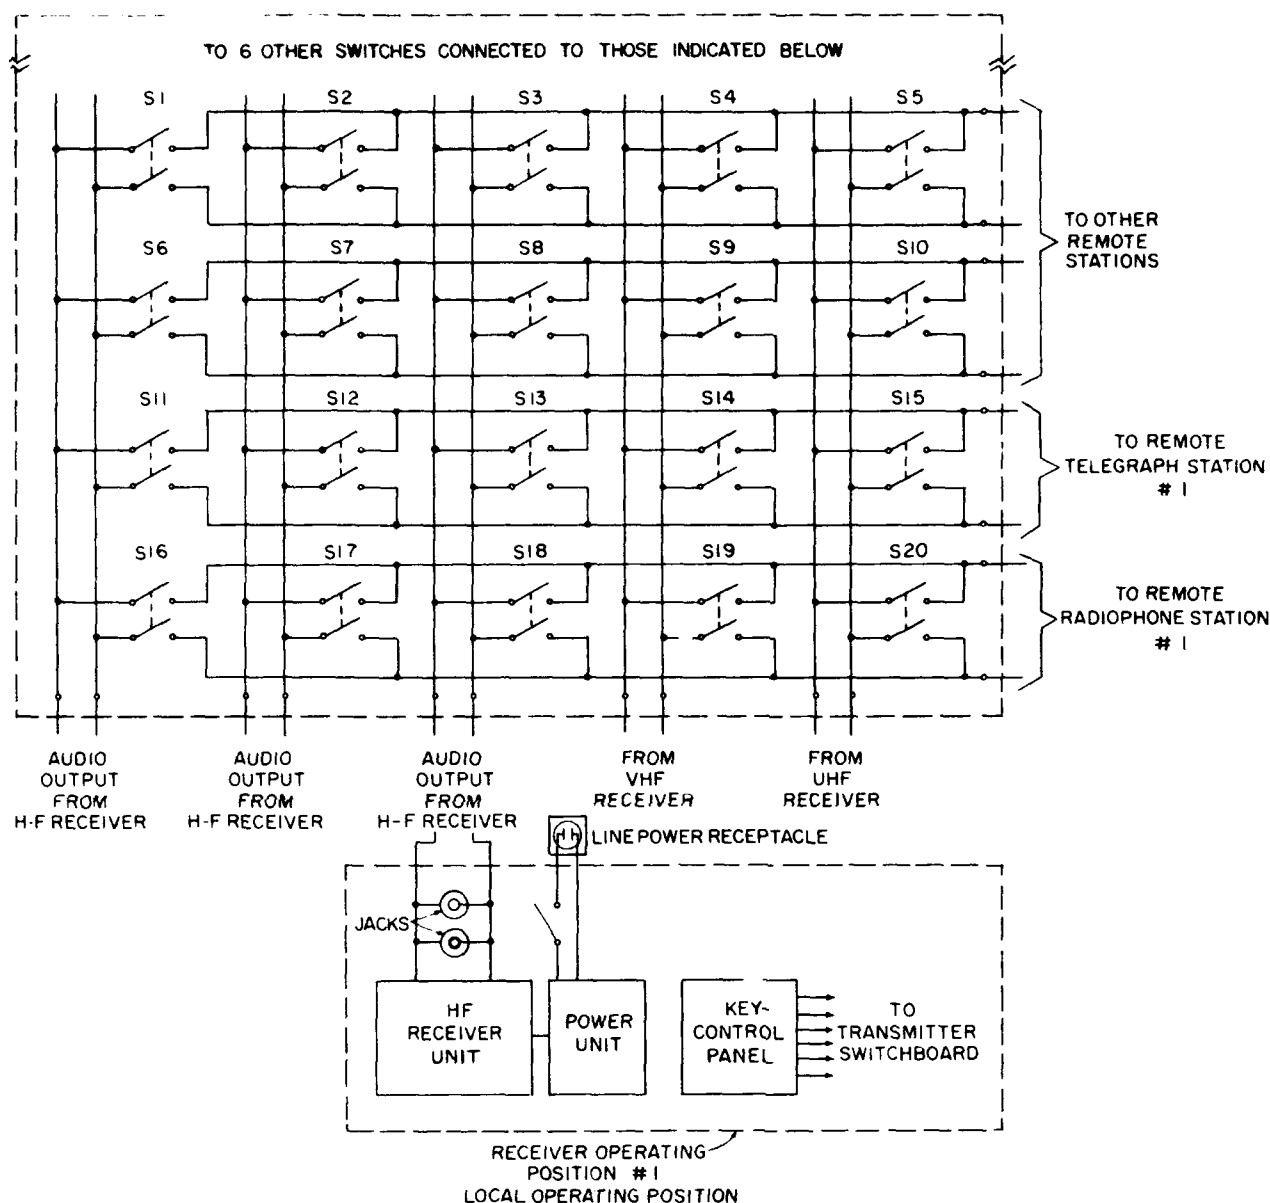 TO 6 OTHER SWITCHES CONNECTED TO THOSE INDICATED BELOW
S1 S2 S3 S4 S5
TO OTHER
REMOTE
STATIONS
S6 S7 S8 S9 S10
S11 S12 S13 S14 S15
TO REMOTE
TELEGRAPH STATION
# 1
S16 S17 S18 S19 S20
TO REMOTE
RADIOPHONE STATION
# 1
AUDIO
OUTPUT
FROM
H-F RECEIVER
AUDIO
OUTPUT
FROM
H-F RECEIVER
AUDIO
OUTPUT
FROM
H-F RECEIVER
FROM
VHF
RECEIVER
FROM
UHF
RECEIVER
LINE POWER RECEPTACLE
JACKS
HF
RECEIVER
UNIT
POWER
UNIT
KEY-
CONTROL
PANEL
TO
TRANSMITTER
SWITCHBOARD
RECEIVER OPERATING
POSITION # 1
LOCAL OPERATING POSITION